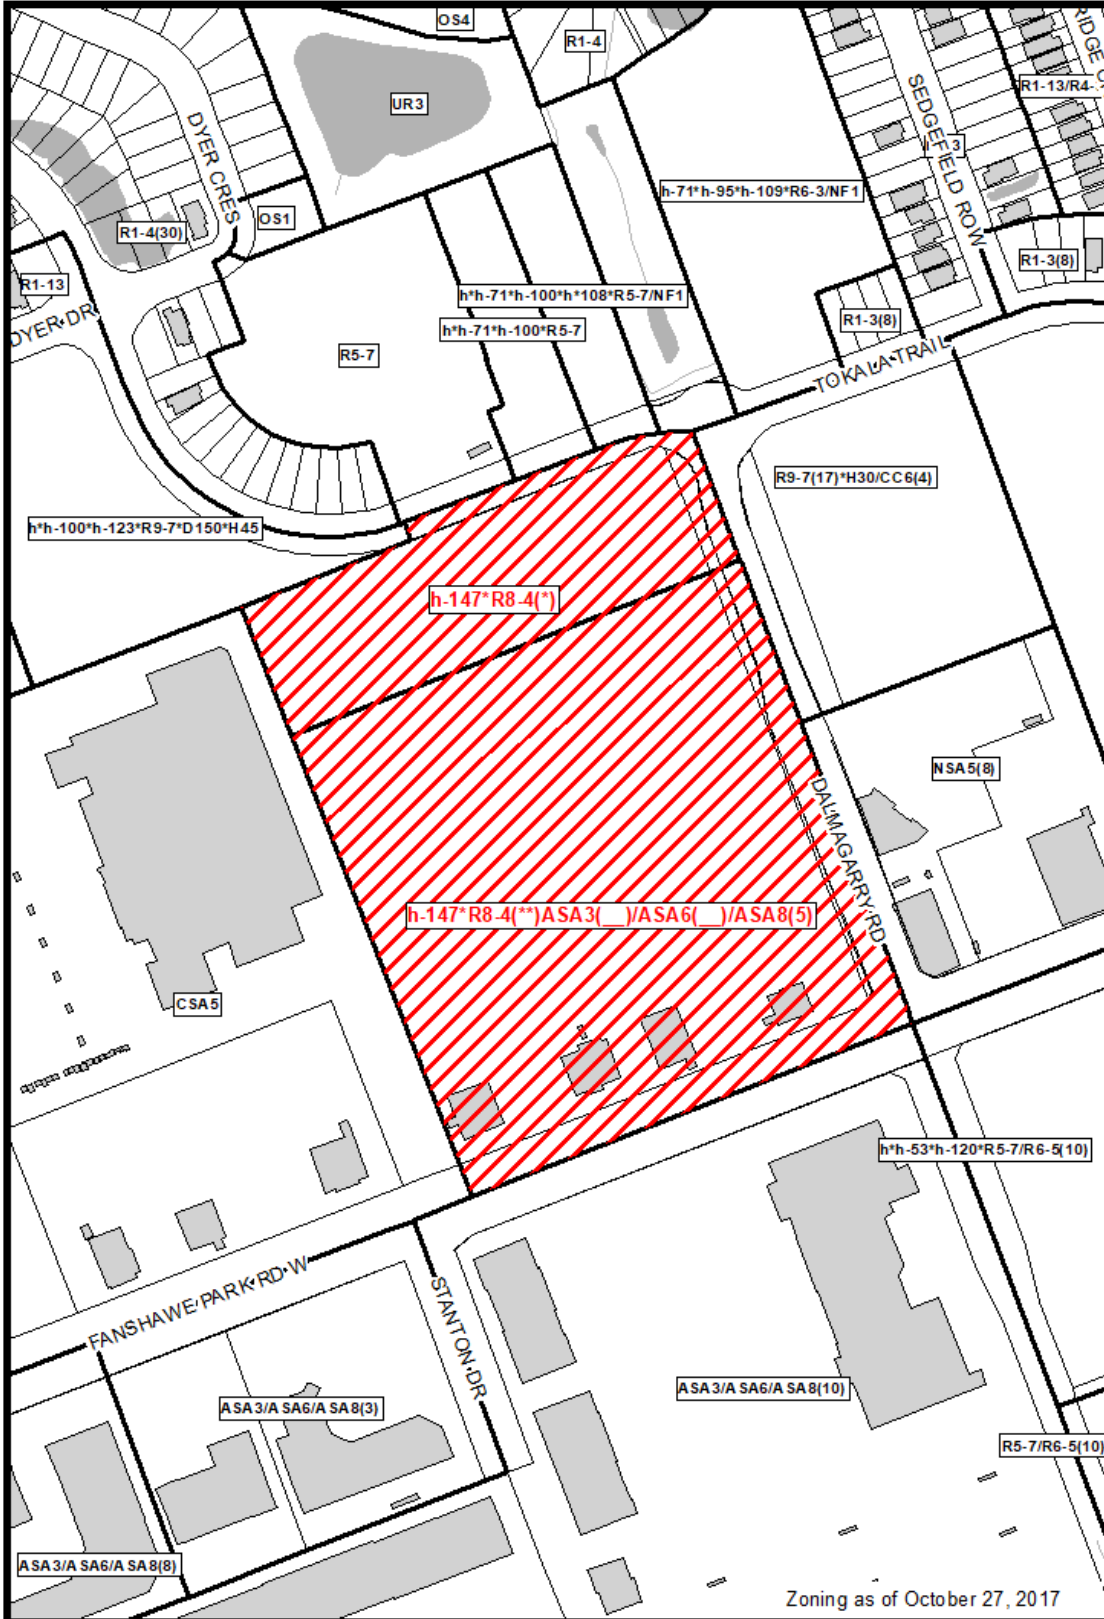 OS4
R1-4
RIDGE
UR3
R1-13/R4-
DYER CRES
SEDGEFIELD ROW
3
h-71*h-95*h-109*R6-3/NF1
OS1
R1-4(30)
R1-3(8)
R1-13
h*h-71*h-100*h*108*R5-7/NF1
DYER DR
R1-3(8)
h*h-71*h-100*R5-7
R5-7
TOKALA TRAIL
R9-7(17)*H30/CC6(4)
h*h-100*h-123*R9-7*D150*H45
h-147*R8-4(*)
NSA5(8)
DALMAGARRY RD
h-147*R8-4(**)ASA3(__)/ASA6(__)/ASA8(5)
CSA5
h*h-53*h-120*R5-7/R6-5(10)
FANSHAWE PARK RD W
STANTON DR
ASA3/ASA6/ASA8(10)
ASA3/ASA6/ASA8(3)
R5-7/R6-5(10)
ASA3/ASA6/ASA8(8)
Zoning as of October 27, 2017